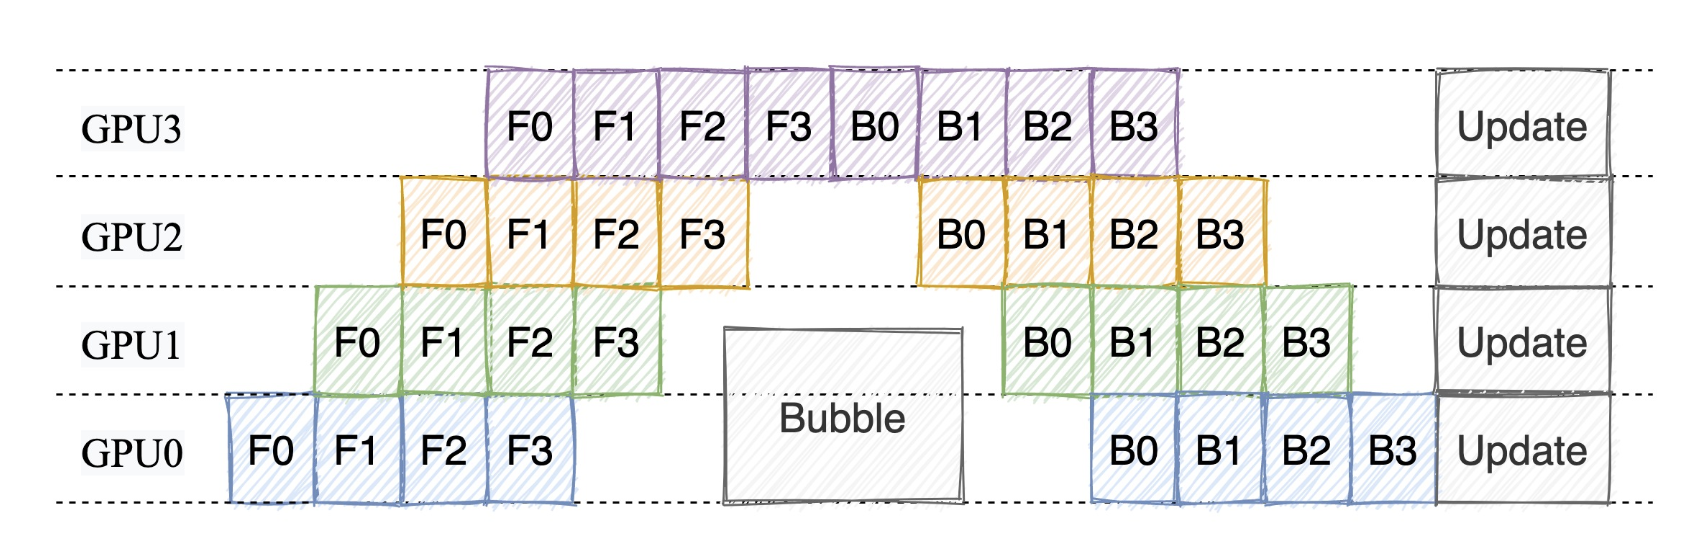 GPU3 F0 F1 F2 F3 B0 B1 B2 B3 Update
GPU2 F0 F1 F2 F3 B0 B1 B2 B3 Update
GPU1 F0 F1 F2 F3 B0 B1 B2 B3 Update
Bubble
GPU0 F0 F1 F2 F3 B0 B1 B2 B3 Update